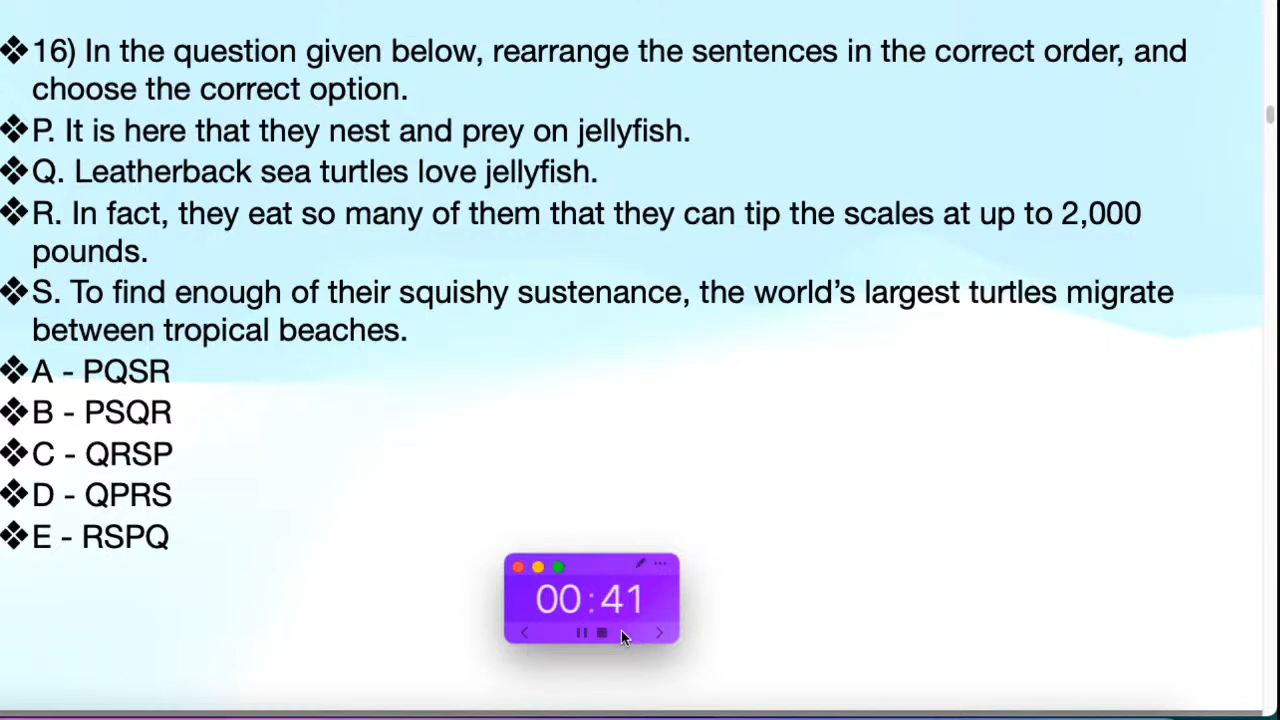 ❖16) In the question given below, rearrange the sentences in the correct order, and
choose the correct option.
❖P. It is here that they nest and prey on jellyfish.
❖Q. Leatherback sea turtles love jellyfish.
❖R. In fact, they eat so many of them that they can tip the scales at up to 2,000
pounds.
❖S. To find enough of their squishy sustenance, the world’s largest turtles migrate
between tropical beaches.
❖A - PQSR
❖B - PSQR
❖C - QRSP
❖D - QPRS
❖E - RSPQ
00:41